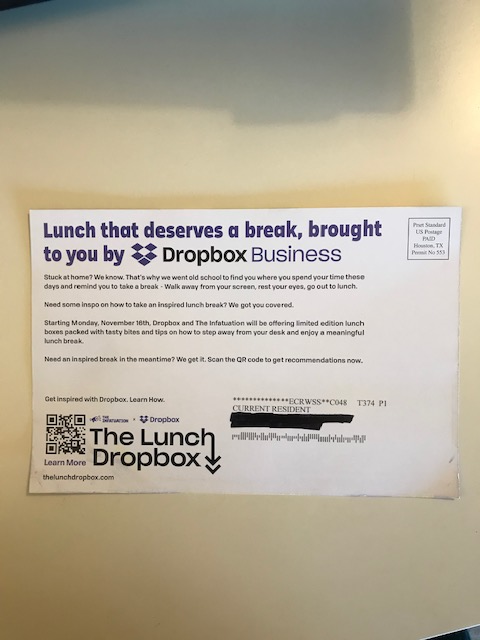 Lunch that deserves a break, brought
to you by Dropbox Business
Prsrt Standard
US Postage
PAID
Houston, TX
Permit No 553
Stuck at home? We know. That's why we went old school to find you where you spend your time these
days and remind you to take a break - Walk away from your screen, rest your eyes, go out to lunch.
Need some inspo on how to take an inspired lunch break? We got you covered.
Starting Monday, November 16th, Dropbox and The Infatuation will be offering limited edition lunch
boxes packed with tasty bites and tips on how to step away from your desk and enjoy a meaningful
lunch break.
Need an inspired break in the meantime? We get it. Scan the QR code to get recommendations now.
Get inspired with Dropbox. Learn How.
THE INFATUATION × Dropbox
The Lunch
Dropbox
Learn More
thelunchdropbox.com
**************ECRWSS**C048 T374 P1
CURRENT RESIDENT